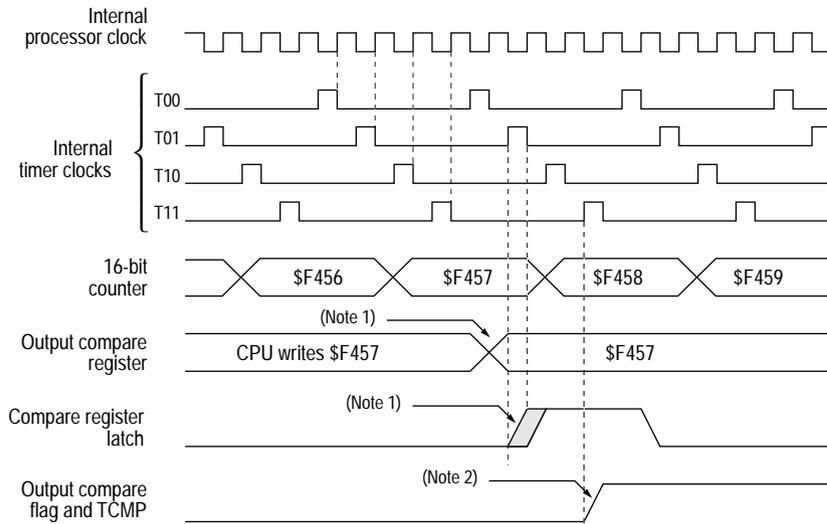 Internal
processor clock
T00
T01
Internal
timer clocks
T10
T11
16-bit
counter
$F456
$F457
$F458
$F459
(Note 1)
Output compare
register
CPU writes $F457
$F457
(Note 1)
Compare register
latch
(Note 2)
Output compare
flag and TCMP